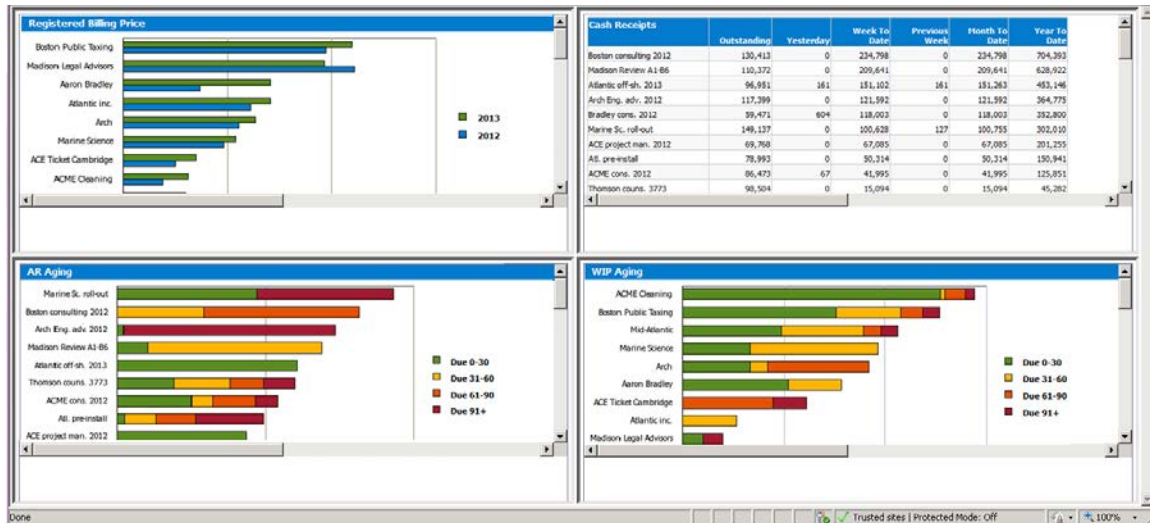 Registered Billing Price
Boston Public Taxing
Madison Legal Advisors
Aaron Bradley
Atlantic inc.
Arch
Marine Science
ACE Ticket Cambridge
ACME Cleaning
2013
2012
Cash Receipts Outstanding Yesterday Week To Date Previous Week Month To Date Year To Date
Boston consulting 2012 130,413 0 234,798 0 234,798 704,393
Madison Review A1-B6 110,372 0 209,641 0 209,641 628,922
Atlantic off-sh. 2013 96,951 161 151,102 161 151,263 453,146
Arch Eng. adv. 2012 117,399 0 121,592 0 121,592 364,775
Bradley cons. 2012 59,471 604 118,003 0 118,003 352,800
Marine Sc. roll-out 149,137 0 100,628 127 100,755 302,010
ACE project man. 2012 69,768 0 67,085 0 67,085 201,255
Atl. pre-install 78,993 0 50,314 0 50,314 150,941
ACME cons. 2012 86,473 67 41,995 0 41,995 125,851
Thomson couns. 3773 98,504 0 15,094 0 15,094 45,282
AR Aging
Marine Sc. roll-out
Boston consulting 2012
Arch Eng. adv. 2012
Madison Review A1-B6
Atlantic off-sh. 2013
Thomson couns. 3773
ACME cons. 2012
Atl. pre-install
ACE project man. 2012
Due 0-30
Due 31-60
Due 61-90
Due 91+
WIP Aging
ACME Cleaning
Boston Public Taxing
Mid-Atlantic
Marine Science
Arch
Aaron Bradley
ACE Ticket Cambridge
Atlantic inc.
Madison Legal Advisors
Due 0-30
Due 31-60
Due 61-90
Due 91+
Done
Trusted sites | Protected Mode: Off
100%